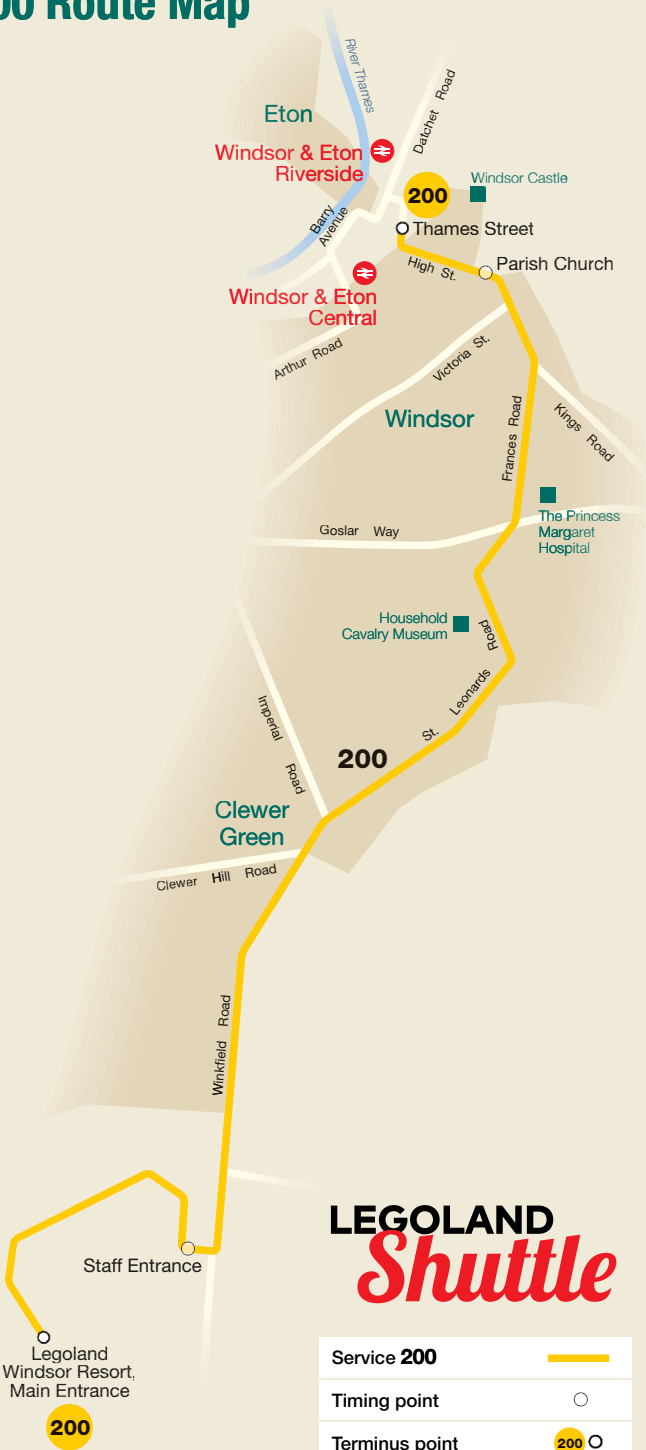 00 Route Map
River Thames
Datchet Road
Eton
Windsor & Eton
Riverside
Windsor Castle
200
Barry
Avenue
Thames Street
High St.
Parish Church
Windsor & Eton
Central
Arthur Road
Victoria St.
Windsor
Frances Road
Kings Road
The Princess
Margaret
Hospital
Goslar Way
Household
Cavalry Museum
St. Leonards Road
Imperial Road
200
Clewer
Green
Clewer Hill Road
Winkfield Road
LEGOLAND
Shuttle
Staff Entrance
Legoland
Windsor Resort,
Main Entrance
200
Service 200
Timing point
Terminus point 200